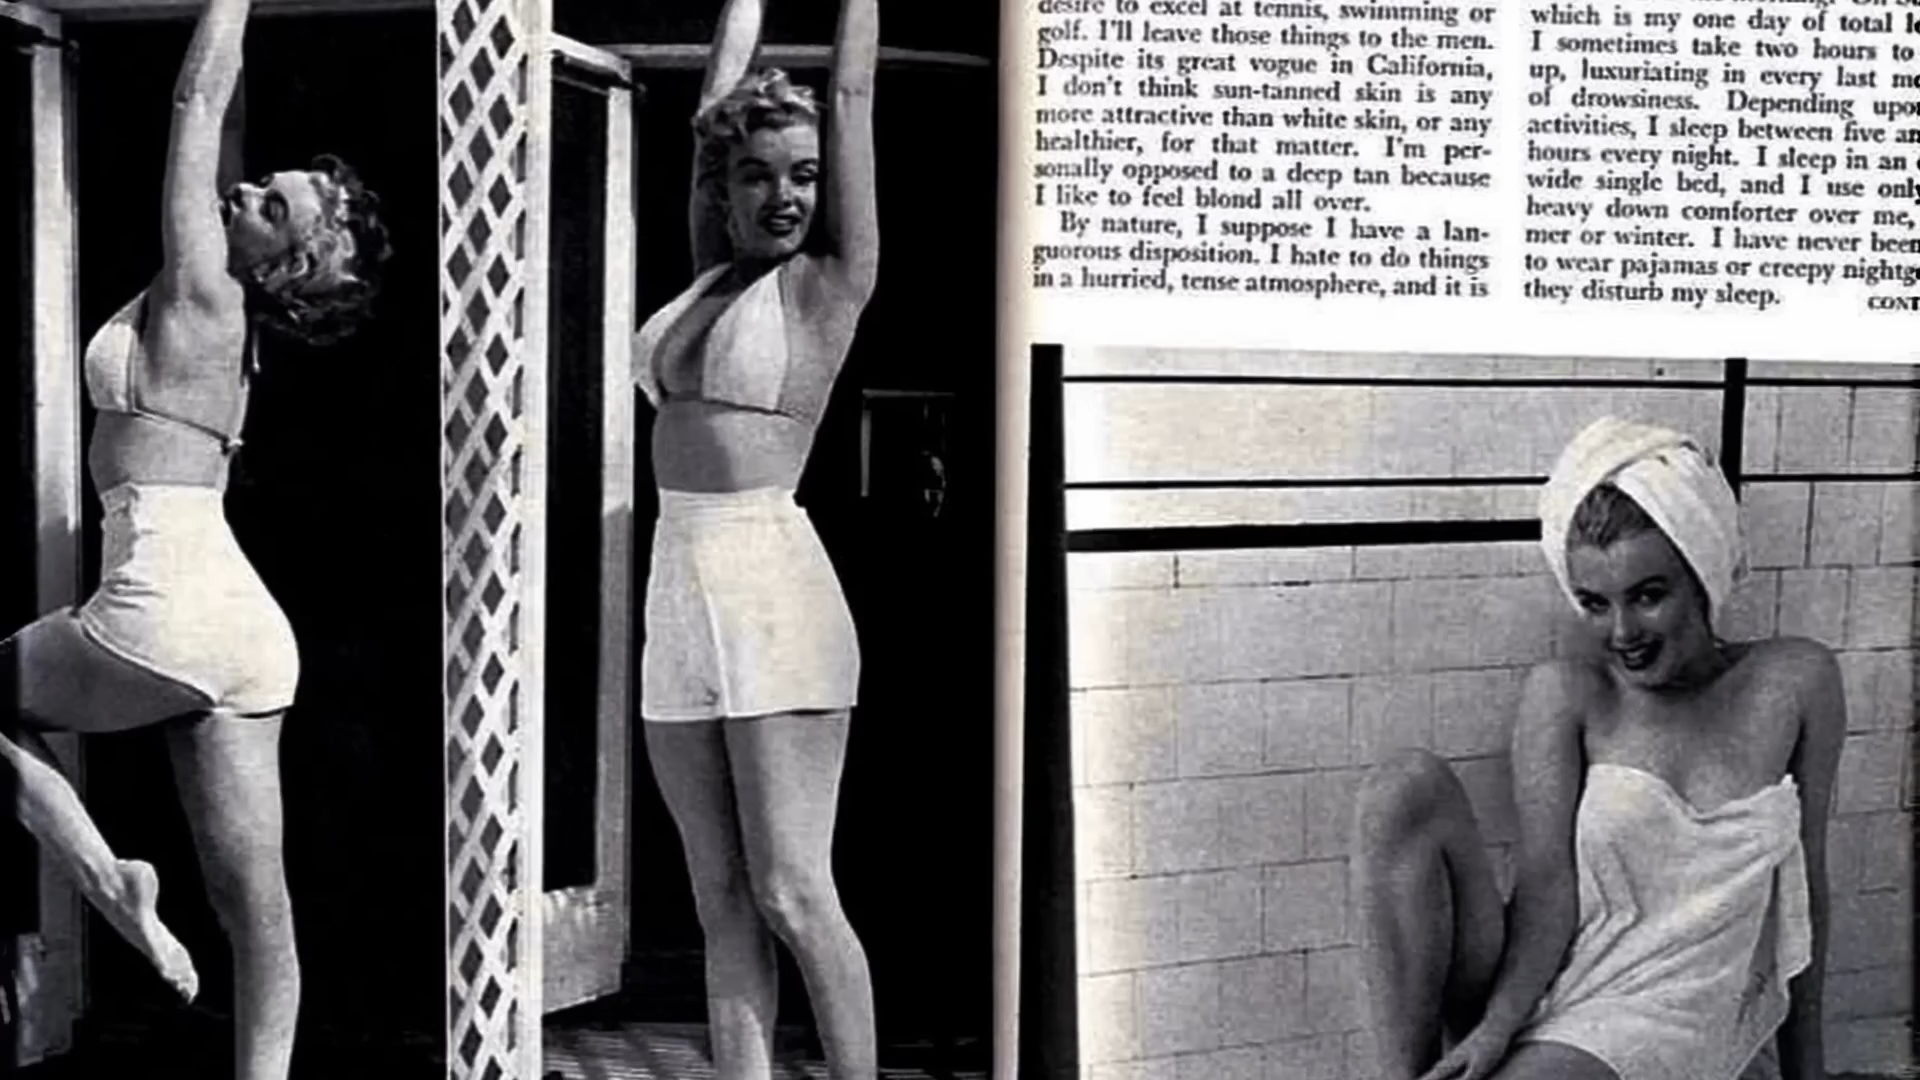 desire to excel at tennis, swimming or
golf. I'll leave those things to the men.
Despite its great vogue in California,
I don't think sun-tanned skin is any
more attractive than white skin, or any
healthier, for that matter. I'm per-
sonally opposed to a deep tan because
I like to feel blond all over.
By nature, I suppose I have a lan-
guorous disposition. I hate to do things
in a hurried, tense atmosphere, and it is
which is my one day of total
I sometimes take two hours to
up, luxuriating in every last
of drowsiness. Depending upon
activities, I sleep between five
hours every night. I sleep in an
wide single bed, and I use only
heavy down comforter over me,
mer or winter. I have never been
to wear pajamas or creepy
they disturb my sleep.